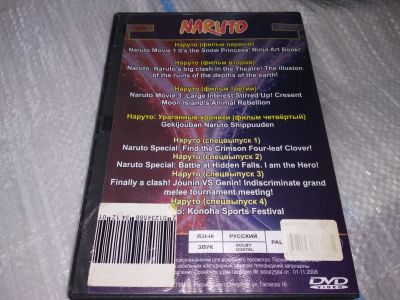 NARUTO
Наруто (фильм первый)
Naruto Movie 1 It's the Snow Princess' Ninja Art Book!
Наруто (фильм второй)
Naruto: Naruto's big clash in the Theatre! The Illusion
of the ruins of the depths of the earth!
Наруто (фильм третий)
Naruto Movie 3: Large Interest Stirred Up! Cresent
Moon Island's Animal Rebellion
Наруто: Ураганные хроники (фильм четвёртый)
Gekijouban Naruto Shippuuden
Наруто (спецвыпуск 1)
Naruto Special: Find the Crimson Four-leaf Clover!
Наруто (спецвыпуск 2)
Naruto Special: Battle at Hidden Falls. I am the Hero!
Наруто (спецвыпуск 3)
Finally a clash! Jounin VS Genin! Indiscriminate grand
melee tournament meeting!
Наруто (спецвыпуск 4)
Konoha Sports Festival
ЯЗЫК РУССКИЙ
ЗВУК DOLBY DIGITAL PAL
DVD
VIDEO